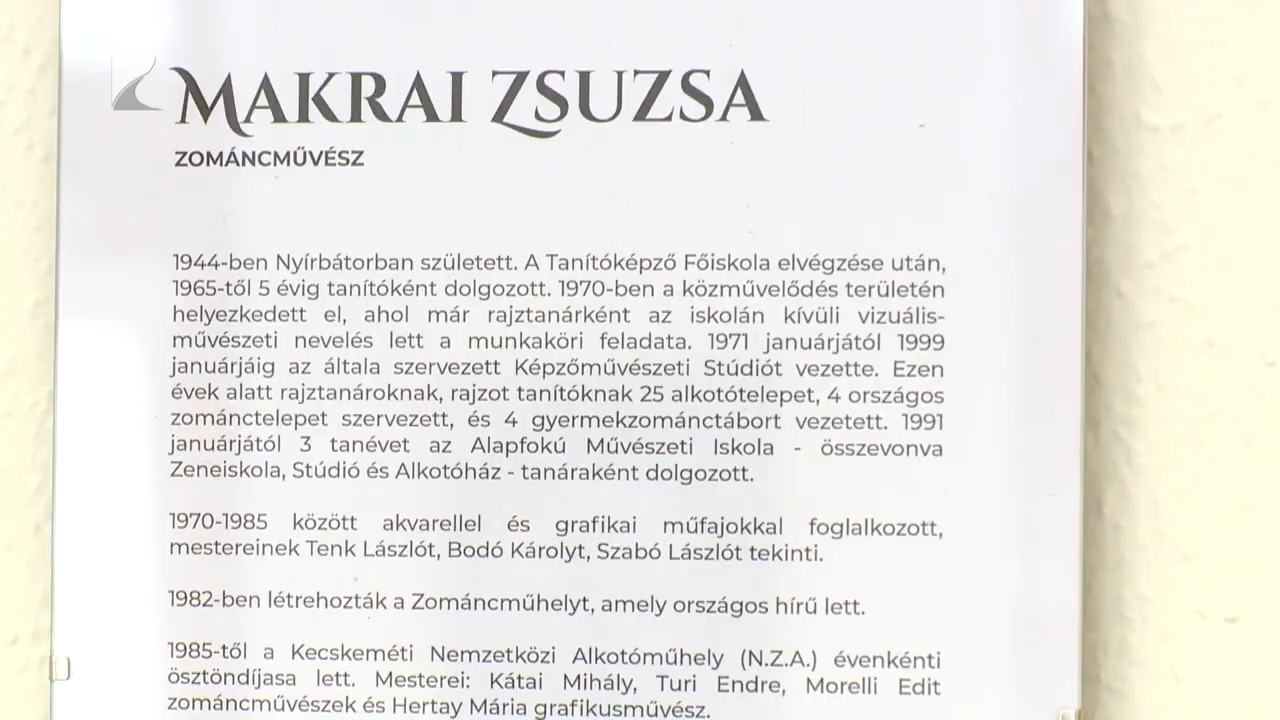 MAKRAI ZSUZSA
ZOMÁNCMŰVÉSZ
1944-ben Nyírbátorban született. A Tanítóképző Főiskola elvégzése után,
1965-től 5 évig tanítóként dolgozott. 1970-ben a közművelődés területén
helyezkedett el, ahol már rajztanárként az iskolán kívüli vizuális-
művészeti nevelés lett a munkaköri feladata. 1971 januárjától 1999
januárjáig az általa szervezett Képzőművészeti Stúdiót vezette. Ezen
évek alatt rajztanároknak, rajzot tanítóknak 25 alkotótelepet, 4 országos
zománctelepet szervezett, és 4 gyermekzománctábort vezetett. 1991
januárjától 3 tanévet az Alapfokú Művészeti Iskola - összevonva
Zeneiskola, Stúdió és Alkotóház - tanáraként dolgozott.
1970-1985 között akvarellel és grafikai műfajokkal foglalkozott,
mestereinek Tenk Lászlót, Bodó Károlyt, Szabó Lászlót tekinti.
1982-ben létrehozták a Zománcműhelyt, amely országos hírű lett.
1985-től a Kecskeméti Nemzetközi Alkotóműhely (N.Z.A.) évenkénti
ösztöndíjasa lett. Mesterei: Kátai Mihály, Turi Endre, Morelli Edit
zománcművészek és Hertay Mária grafikusművész.